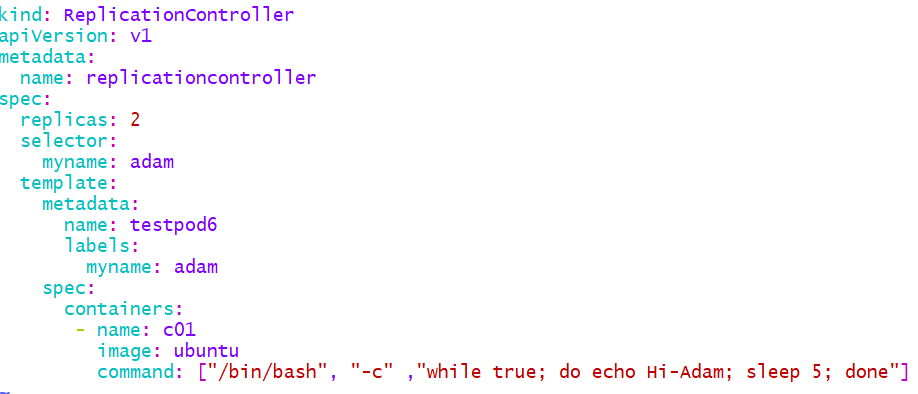 kind: ReplicationController
apiVersion: v1
metadata:
  name: replicationcontroller
spec:
  replicas: 2
  selector:
    myname: adam
  template:
    metadata:
      name: testpod6
      labels:
        myname: adam
    spec:
      containers:
       - name: c01
         image: ubuntu
         command: ["/bin/bash", "-c" ,"while true; do echo Hi-Adam; sleep 5; done"]
~